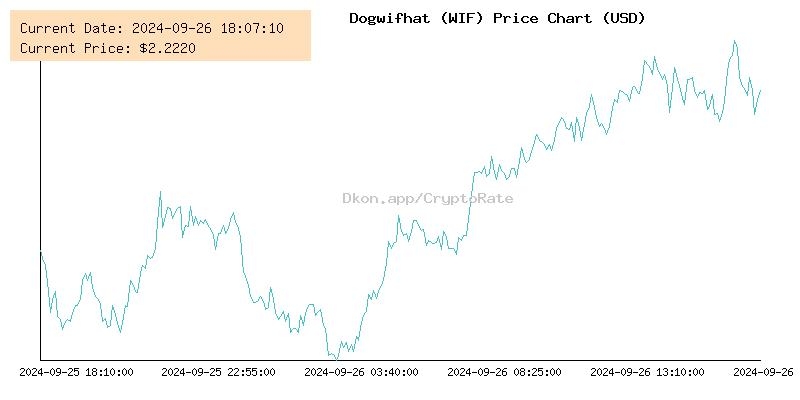 Dogwifhat (WIF) Price Chart (USD)
Current Date: 2024-09-26 18:07:10
Current Price: $2.2220
Dkon.app/CryptoRate
2024-09-25 18:10:00 2024-09-25 22:55:00 2024-09-26 03:40:00 2024-09-26 08:25:00 2024-09-26 13:10:00 2024-09-26